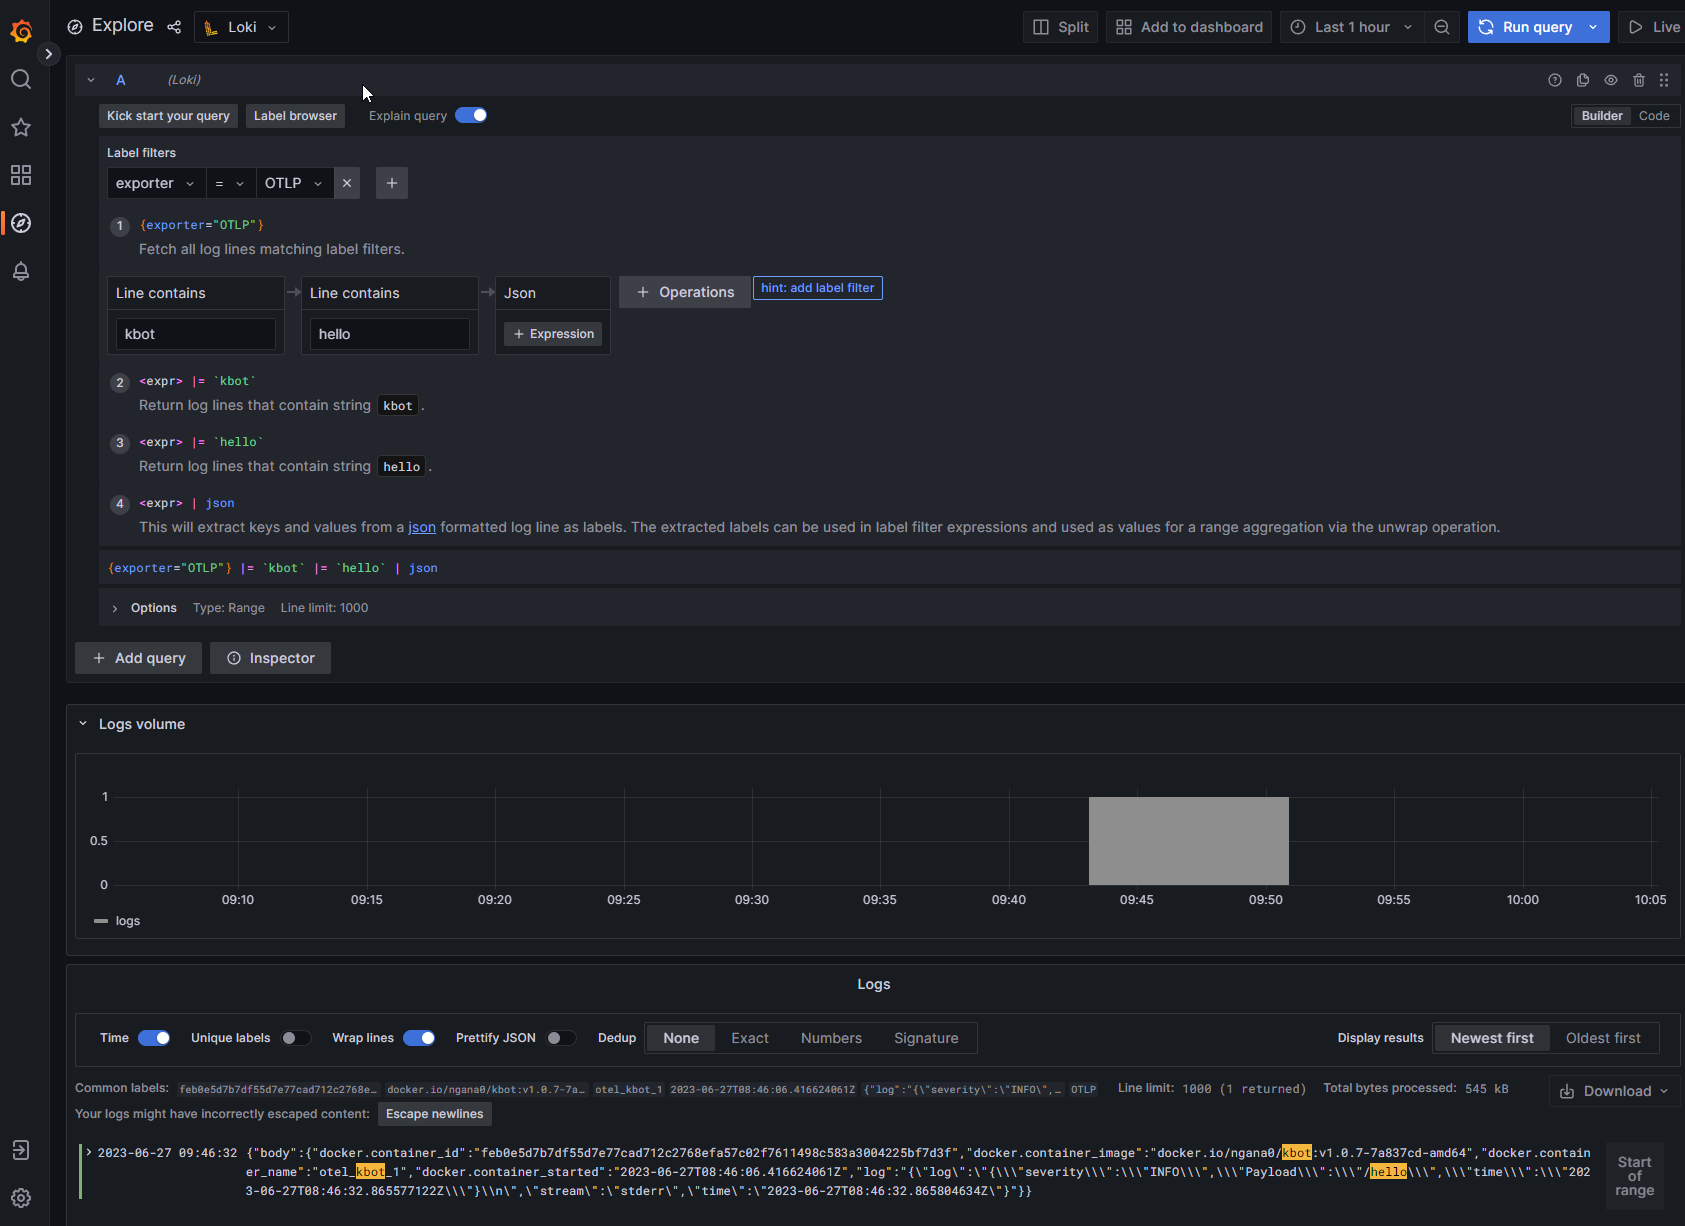 Explore Loki Split Add to dashboard Last 1 hour Run query Live
A (Loki)
Kick start your query Label browser Explain query Builder Code
Label filters
exporter = OTLP
1 {exporter="OTLP"}
Fetch all log lines matching label filters.
Line contains Line contains Json + Operations hint: add label filter
kbot hello + Expression
2 <expr> |= `kbot`
Return log lines that contain string kbot .
3 <expr> |= `hello`
Return log lines that contain string hello .
4 <expr> | json
This will extract keys and values from a json formatted log line as labels. The extracted labels can be used in label filter expressions and used as values for a range aggregation via the unwrap operation.
{exporter="OTLP"} |= `kbot` |= `hello` | json
Options Type: Range Line limit: 1000
+ Add query Inspector
Logs volume
1
0.5
0
09:10 09:15 09:20 09:25 09:30 09:35 09:40 09:45 09:50 09:55 10:00 10:05
logs
Logs
Time Unique labels Wrap lines Prettify JSON Dedup None Exact Numbers Signature Display results Newest first Oldest first
Common labels: feb0e5d7b7df55d7e77cad712c2768e… docker.io/ngana0/kbot:v1.0.7-7a… otel_kbot_1 2023-06-27T08:46:06.416624061Z {"log":"{\"severity\":\"INFO\",… OTLP Line limit: 1000 (1 returned) Total bytes processed: 545 kB Download
Your logs might have incorrectly escaped content: Escape newlines
2023-06-27 09:46:32 {"body":{"docker.container_id":"feb0e5d7b7df55d7e77cad712c2768efa57c02f7611498c583a3004225bf7d3f","docker.container_image":"docker.io/ngana0/kbot:v1.0.7-7a837cd-amd64","docker.contain
er_name":"otel_kbot_1","docker.container_started":"2023-06-27T08:46:06.416624061Z","log":"{\"log\":\"{\\\"severity\\\":\\\"INFO\\\",\\\"Payload\\\":\\\"/hello\\\",\\\"time\\\":\\\"202
3-06-27T08:46:32.865577122Z\\\"}\\n\",\"stream\":\"stderr\",\"time\":\"2023-06-27T08:46:32.865804634Z\"}"}}
Start
of
range